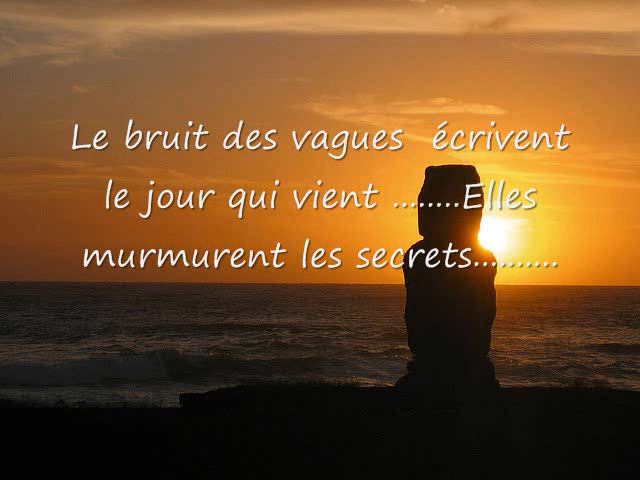 Le bruit des vagues écrivent
le jour qui vient ........Elles
murmurent les secrets..........